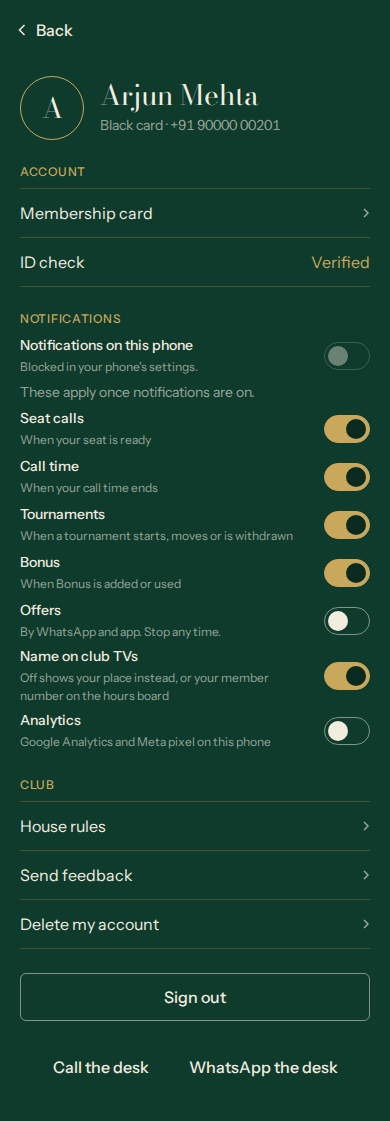 Back
A
Arjun Mehta
Black card · +91 90000 00201
ACCOUNT
Membership card
ID check Verified
NOTIFICATIONS
Notifications on this phone
Blocked in your phone's settings.
These apply once notifications are on.
Seat calls
When your seat is ready
Call time
When your call time ends
Tournaments
When a tournament starts, moves or is withdrawn
Bonus
When Bonus is added or used
Offers
By WhatsApp and app. Stop any time.
Name on club TVs
Off shows your place instead, or your member
number on the hours board
Analytics
Google Analytics and Meta pixel on this phone
CLUB
House rules
Send feedback
Delete my account
Sign out
Call the desk WhatsApp the desk